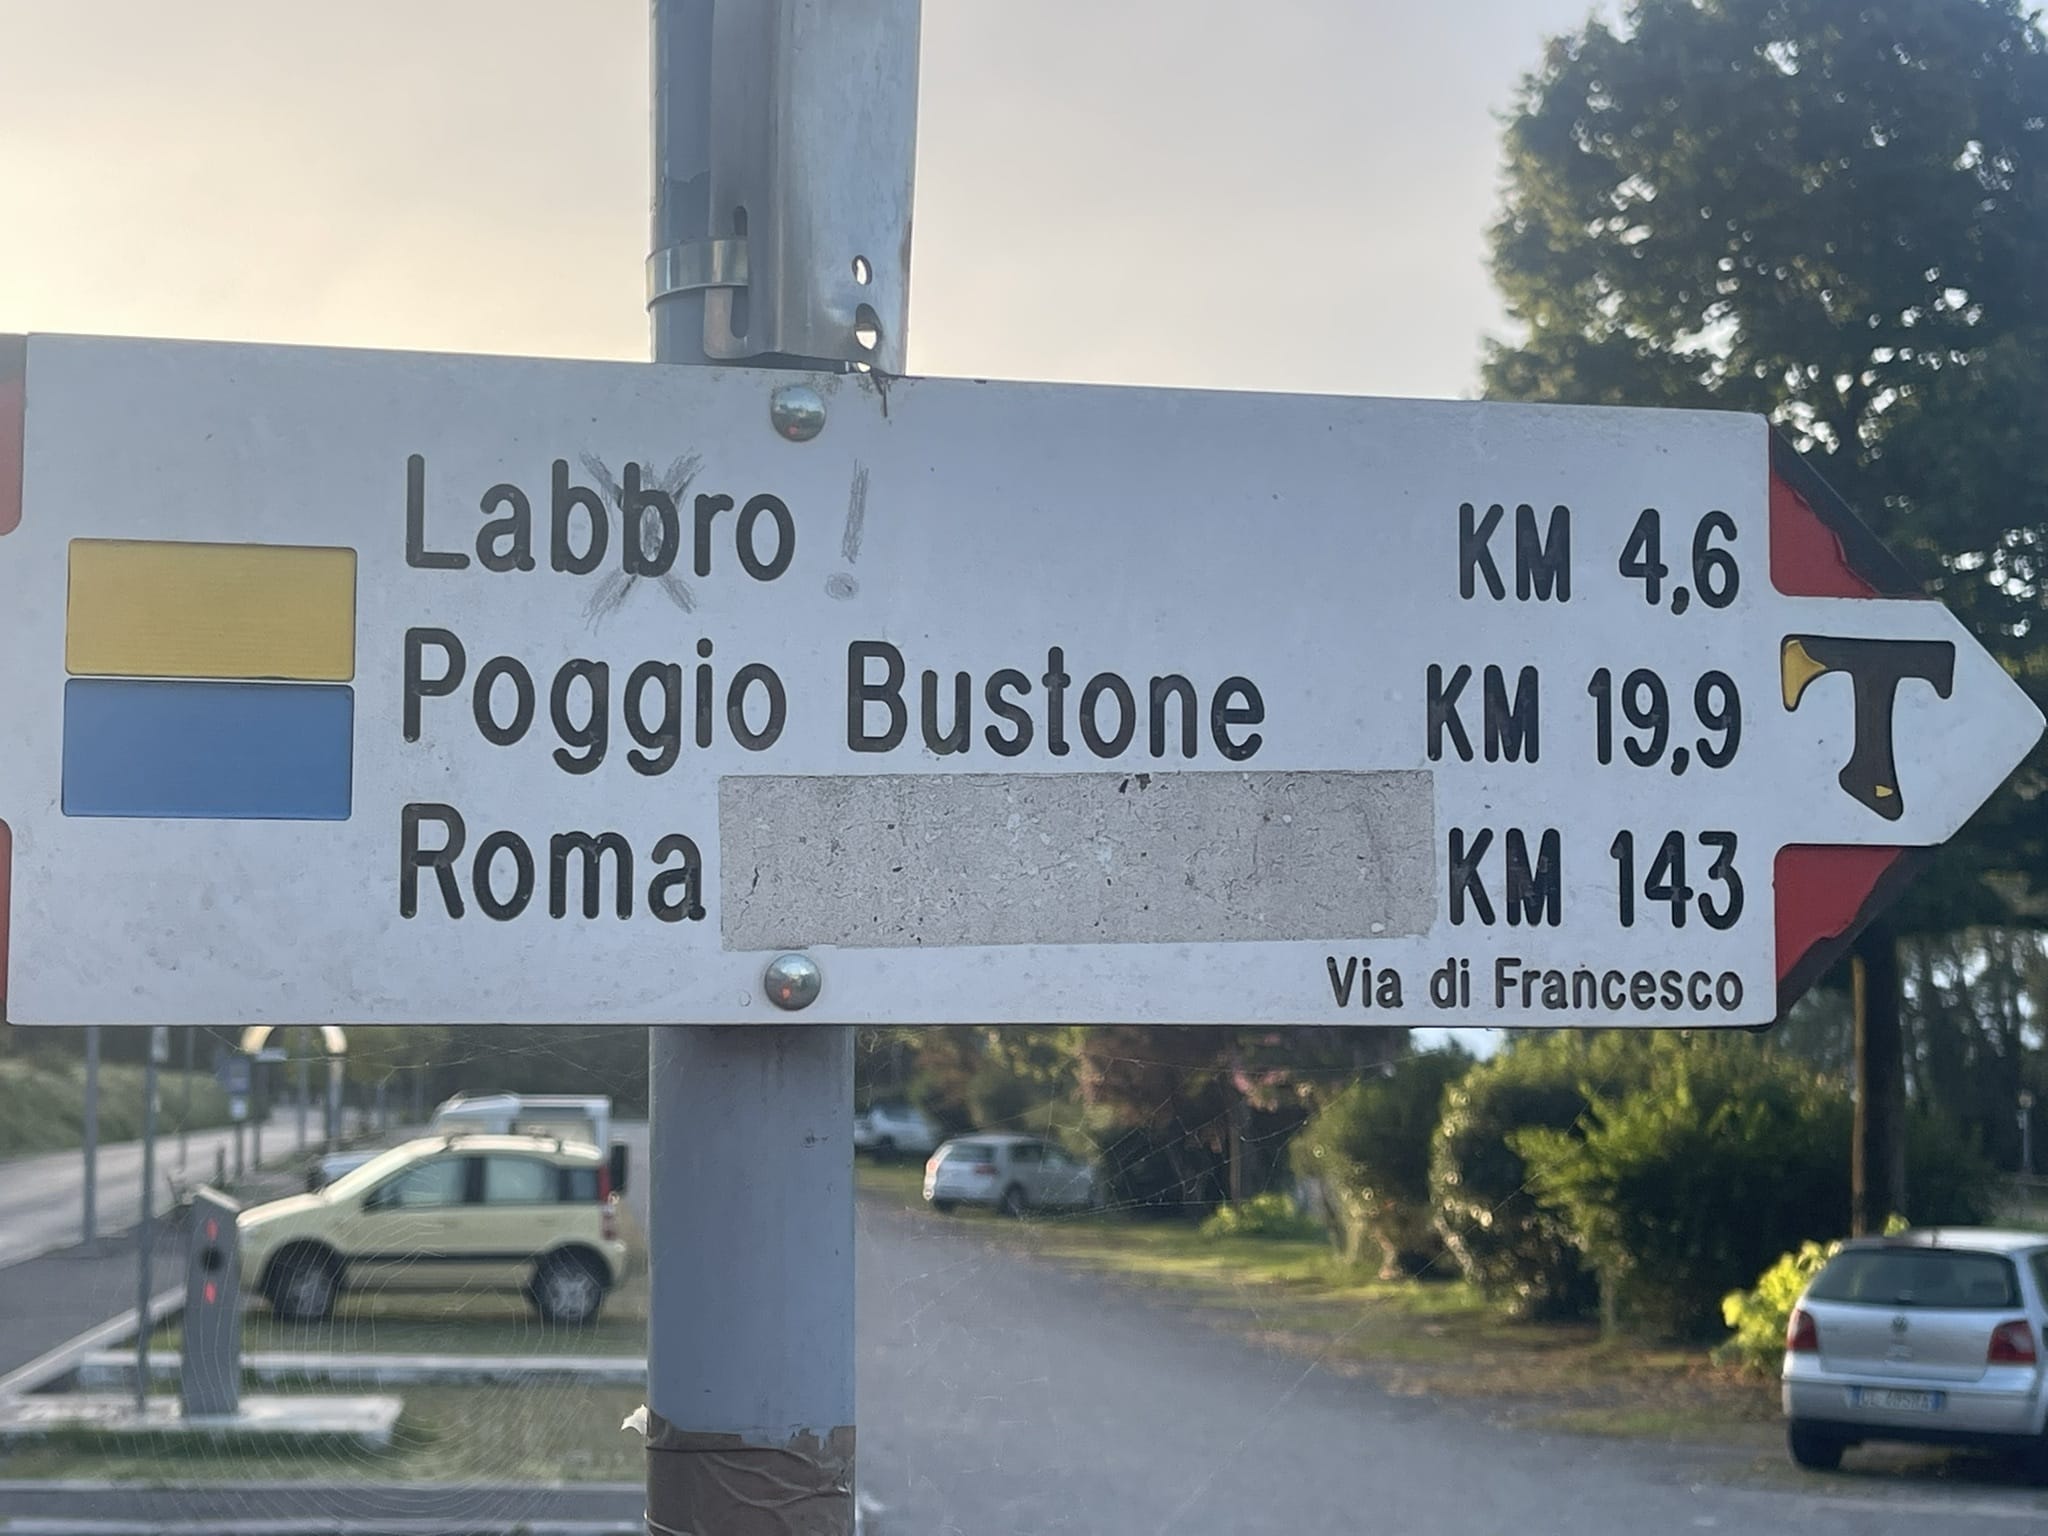 Labbro !
KM 4,6
Poggio Bustone
KM 19,9
Roma
KM 143
Via di Francesco